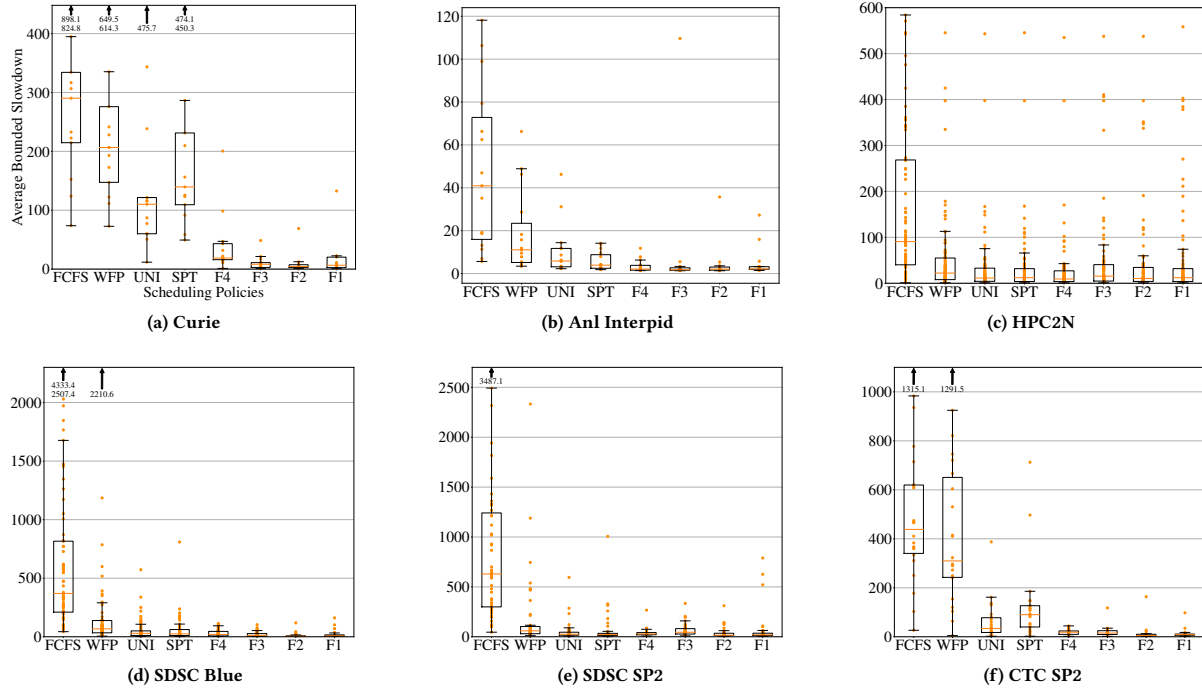 898.1 649.5 474.1
824.8 614.3 475.7 450.3
Average Bounded Slowdown
400
300
200
100
0
FCFS WFP UNI SPT F4 F3 F2 F1
Scheduling Policies
(a) Curie
120
100
80
60
40
20
0
FCFS WFP UNI SPT F4 F3 F2 F1
(b) Anl Interpid
600
500
400
300
200
100
0
FCFS WFP UNI SPT F4 F3 F2 F1
(c) HPC2N
4333.4
2507.4 2210.6
2000
1500
1000
500
0
FCFS WFP UNI SPT F4 F3 F2 F1
(d) SDSC Blue
3487.1
2500
2000
1500
1000
500
0
FCFS WFP UNI SPT F4 F3 F2 F1
(e) SDSC SP2
1315.1 1291.5
1000
800
600
400
200
0
FCFS WFP UNI SPT F4 F3 F2 F1
(f) CTC SP2